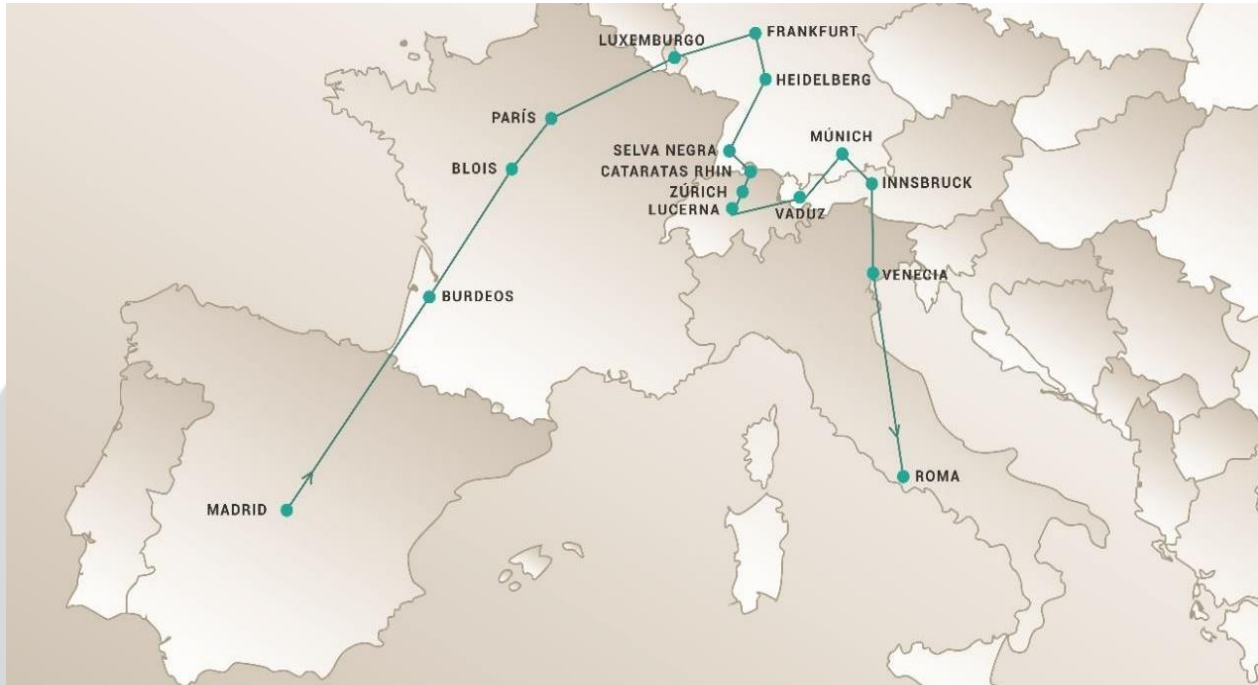 FRANKFURT
LUXEMBURGO
HEIDELBERG
PARÍS
MÚNICH
SELVA NEGRA
BLOIS
CATARATAS RHIN
INNSBRUCK
ZÚRICH
LUCERNA
VADUZ
VENECIA
BURDEOS
ROMA
MADRID